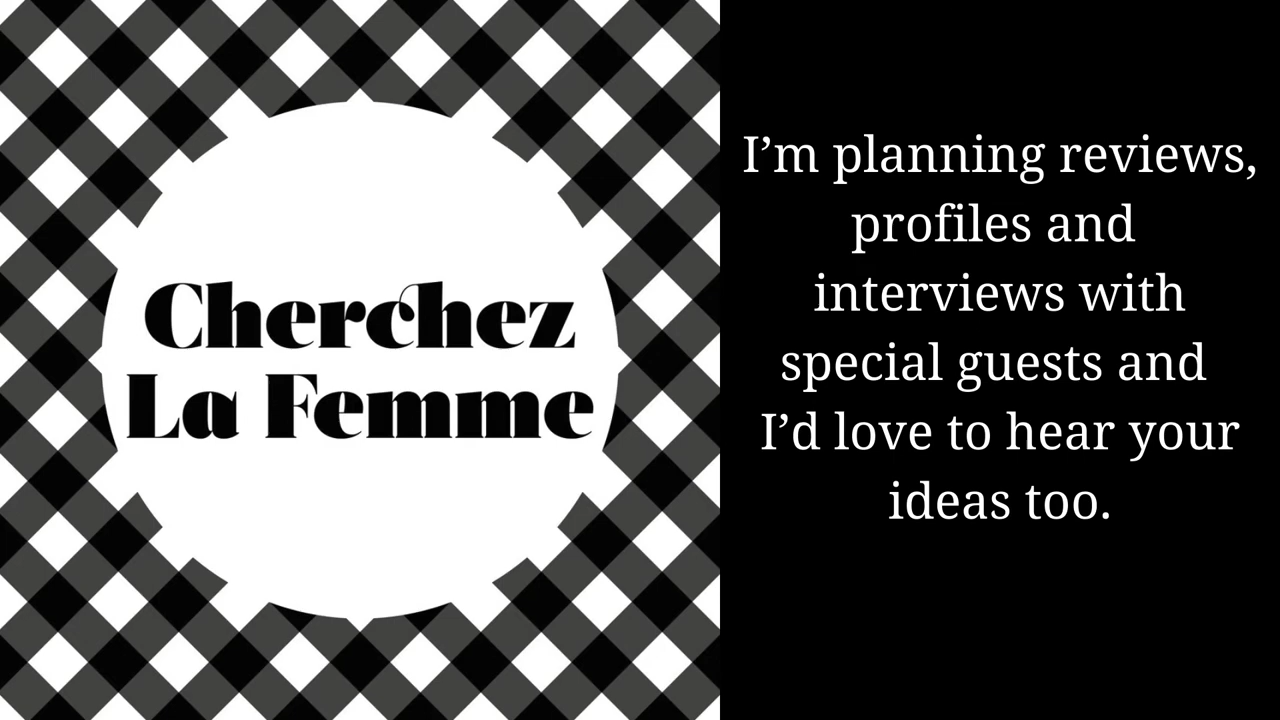 Cherchez
La Femme
I’m planning reviews,
profiles and
interviews with
special guests and
I’d love to hear your
ideas too.